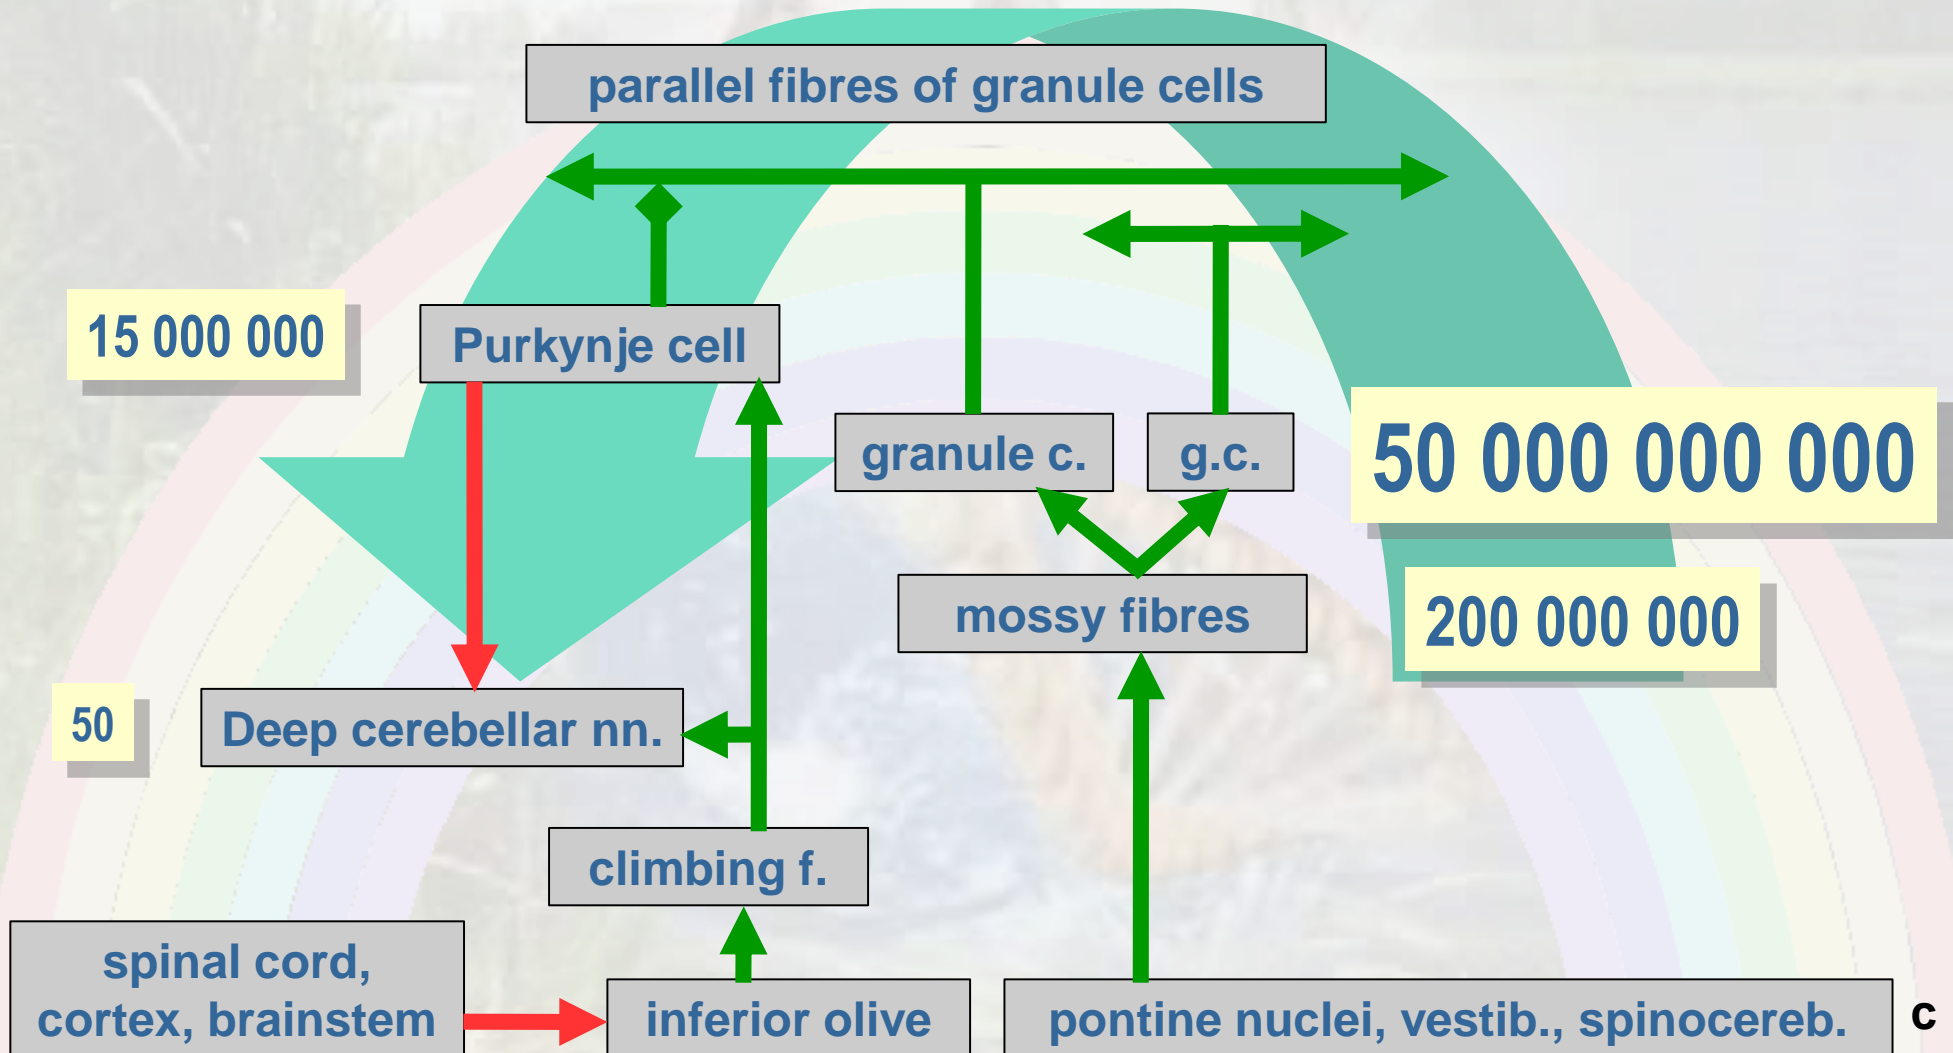 parallel fibres of granule cells
15 000 000
Purkynje cell
granule c.
g.c.
50 000 000 000
mossy fibres
200 000 000
50
Deep cerebellar nn.
climbing f.
spinal cord,
cortex, brainstem
inferior olive
pontine nuclei, vestib., spinocereb.
c